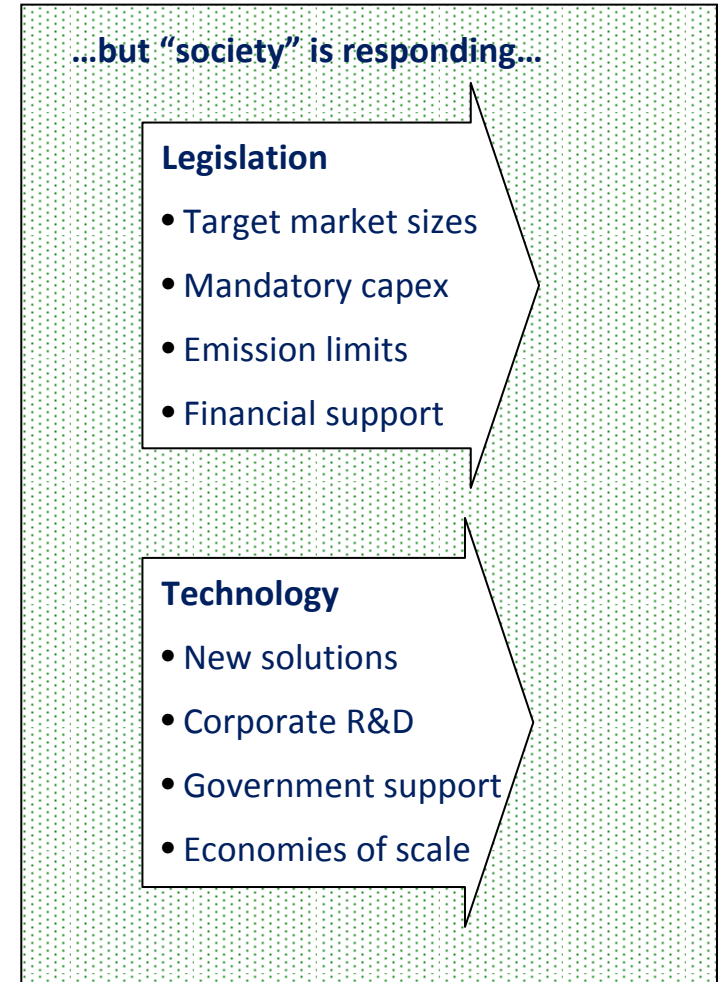 …but “society” is responding…
Legislation
• Target market sizes
• Mandatory capex
• Emission limits
• Financial support
Technology
• New solutions
• Corporate R&D
• Government support
• Economies of scale